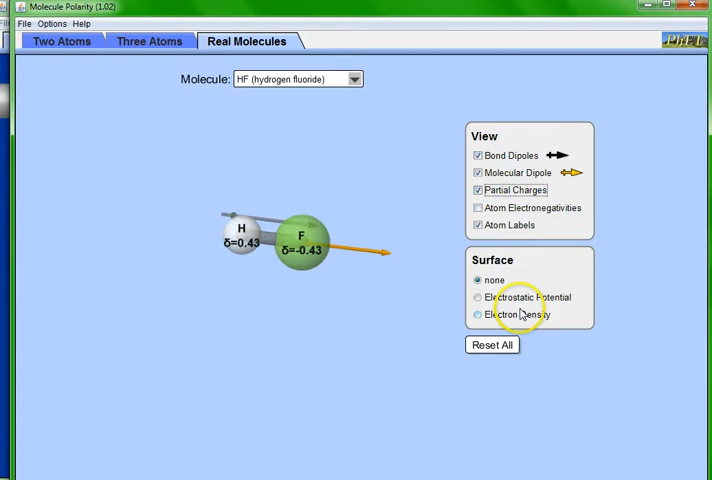 Molecule Polarity (1.02)
File Options Help
Two Atoms Three Atoms Real Molecules
PhET
Molecule: HF (hydrogen fluoride)
View
Bond Dipoles
Molecular Dipole
Partial Charges
Atom Electronegativities
Atom Labels
H
δ=0.43
F
δ=-0.43
Surface
none
Electrostatic Potential
Electron Density
Reset All